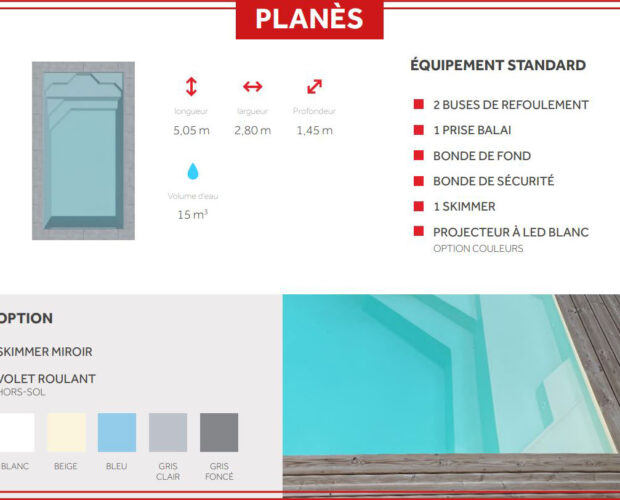 PLANÈS
longueur
5,05 m
largueur
2,80 m
Profondeur
1,45 m
Volume d'eau
15 m³
ÉQUIPEMENT STANDARD
2 BUSES DE REFOULEMENT
1 PRISE BALAI
BONDE DE FOND
BONDE DE SÉCURITÉ
1 SKIMMER
PROJECTEUR À LED BLANC
OPTION COULEURS
OPTION
SKIMMER MIROIR
VOLET ROULANT
HORS-SOL
BLANC
BEIGE
BLEU
GRIS
CLAIR
GRIS
FONCÉ